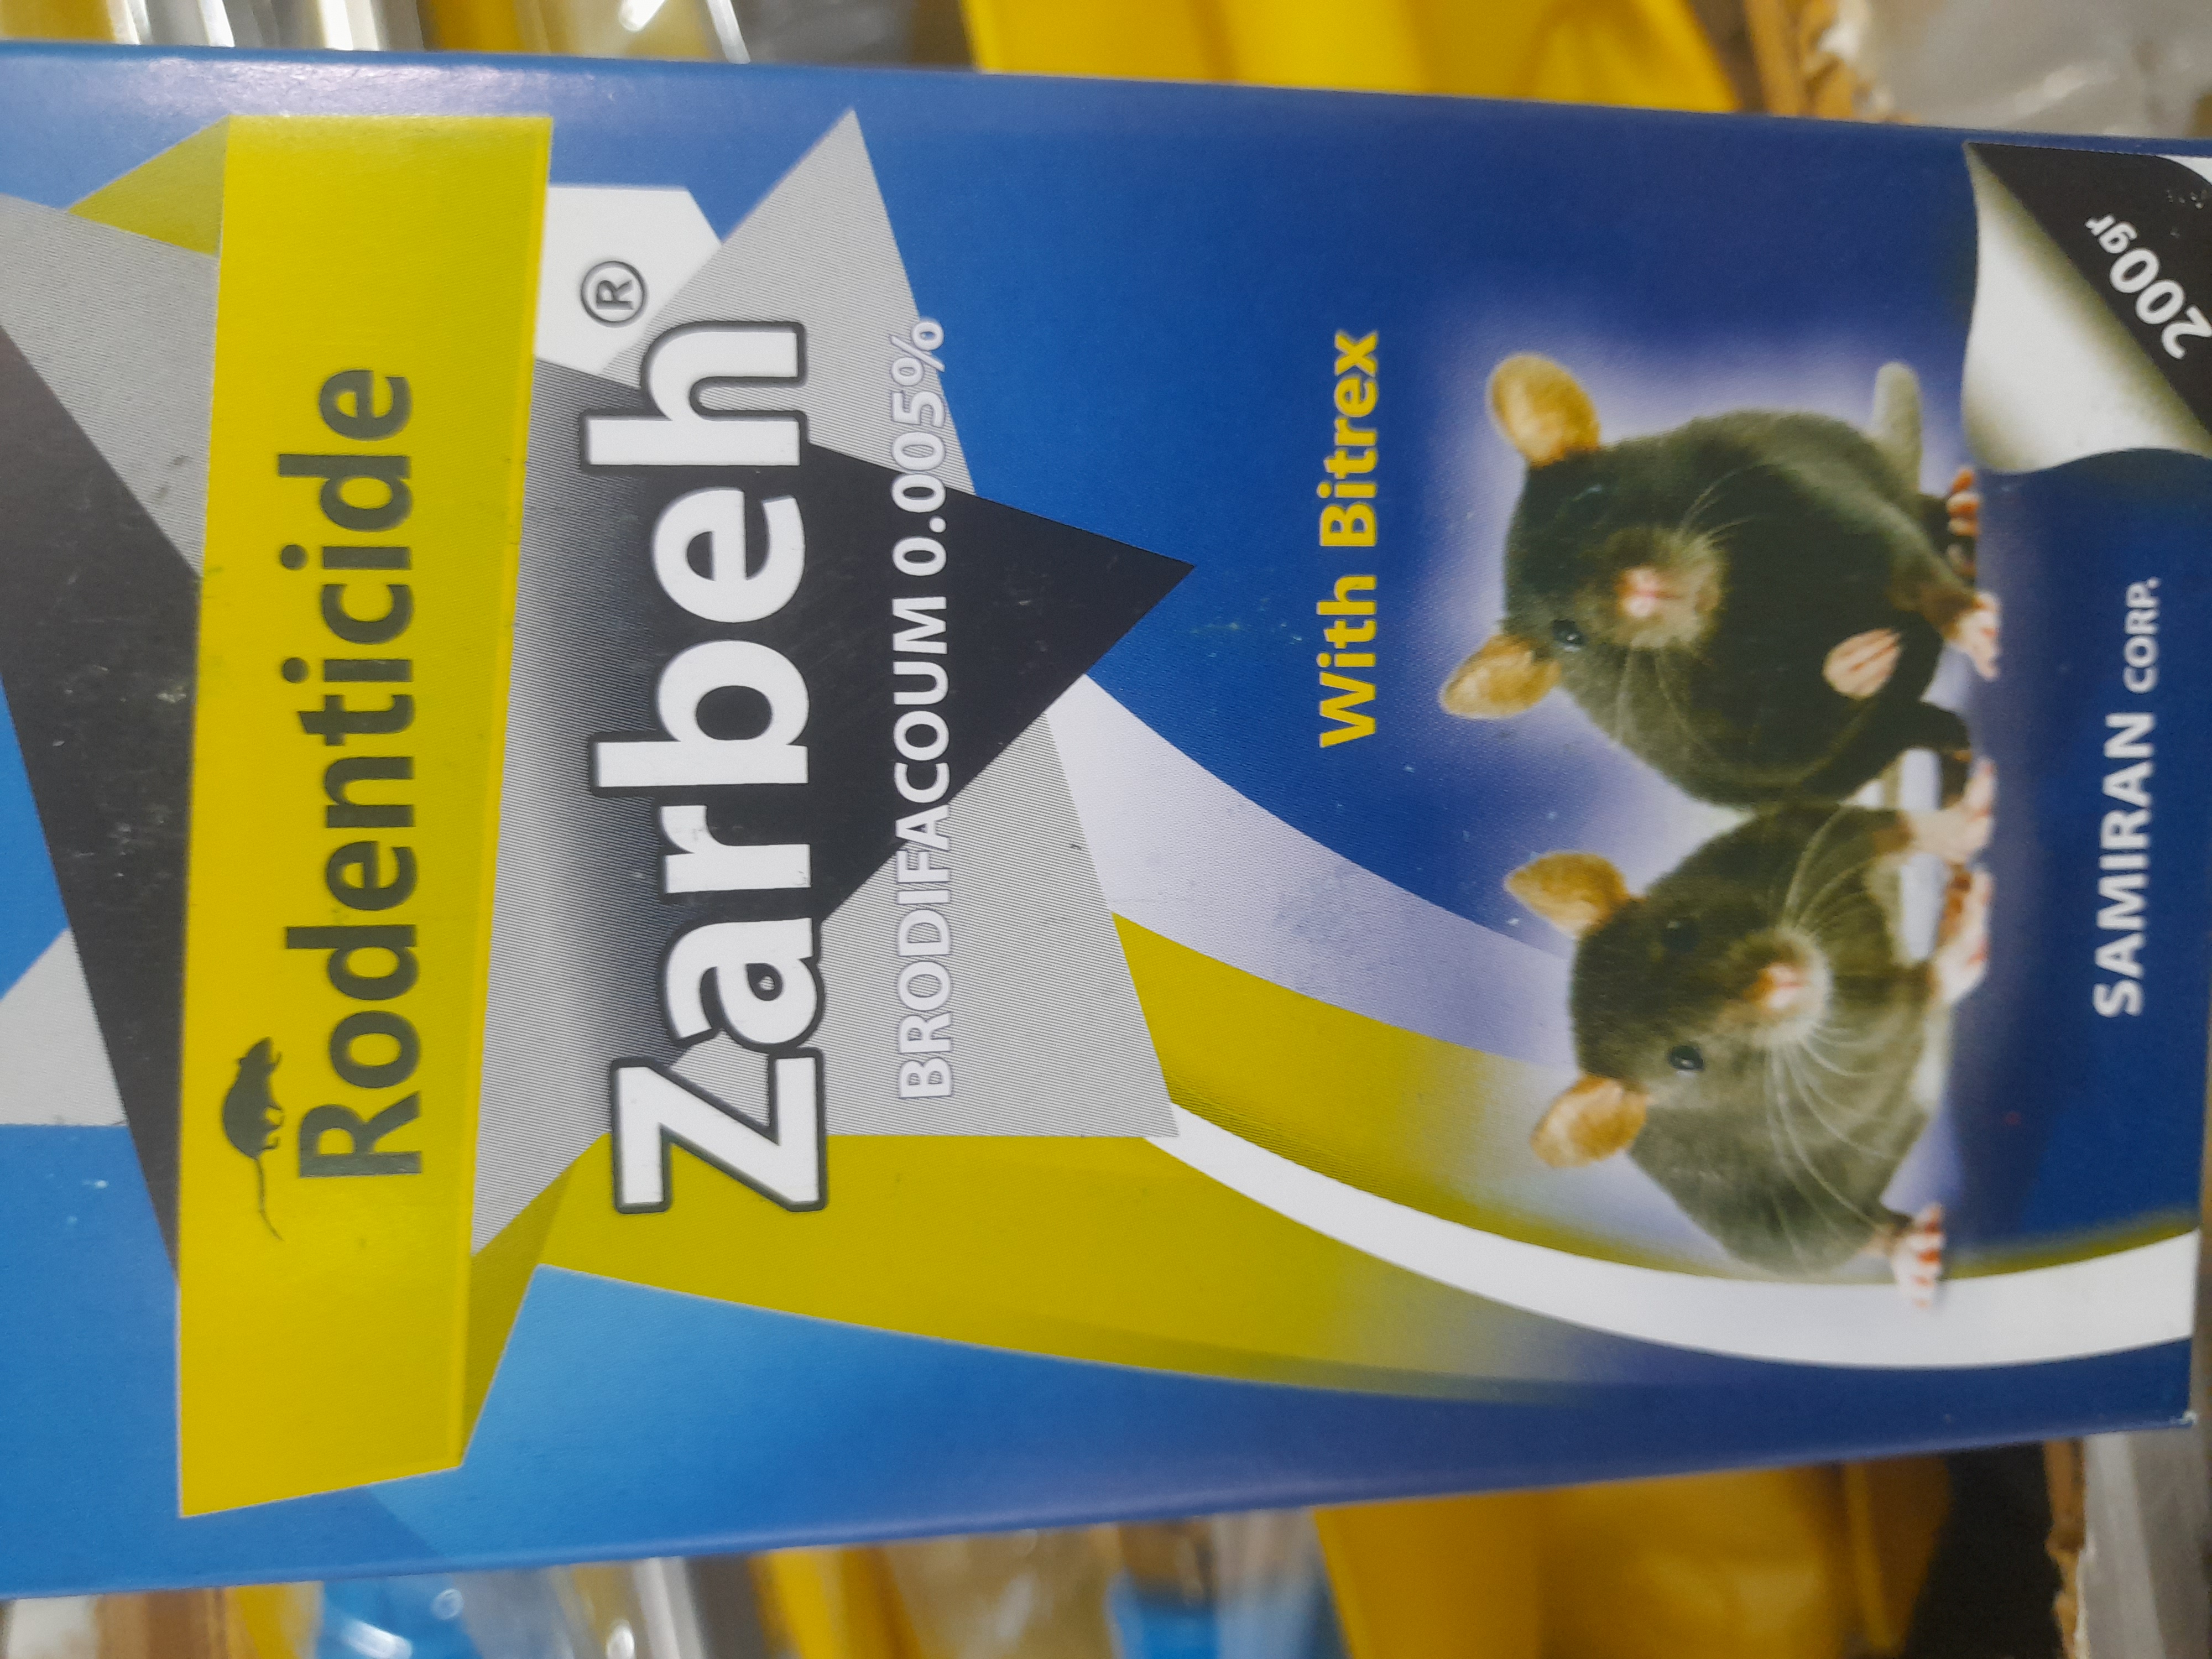 Rodenticide
Zarbeh®
BRODIFACOUM 0.005%
With Bitrex
200gr
SAMIRAN CORP.